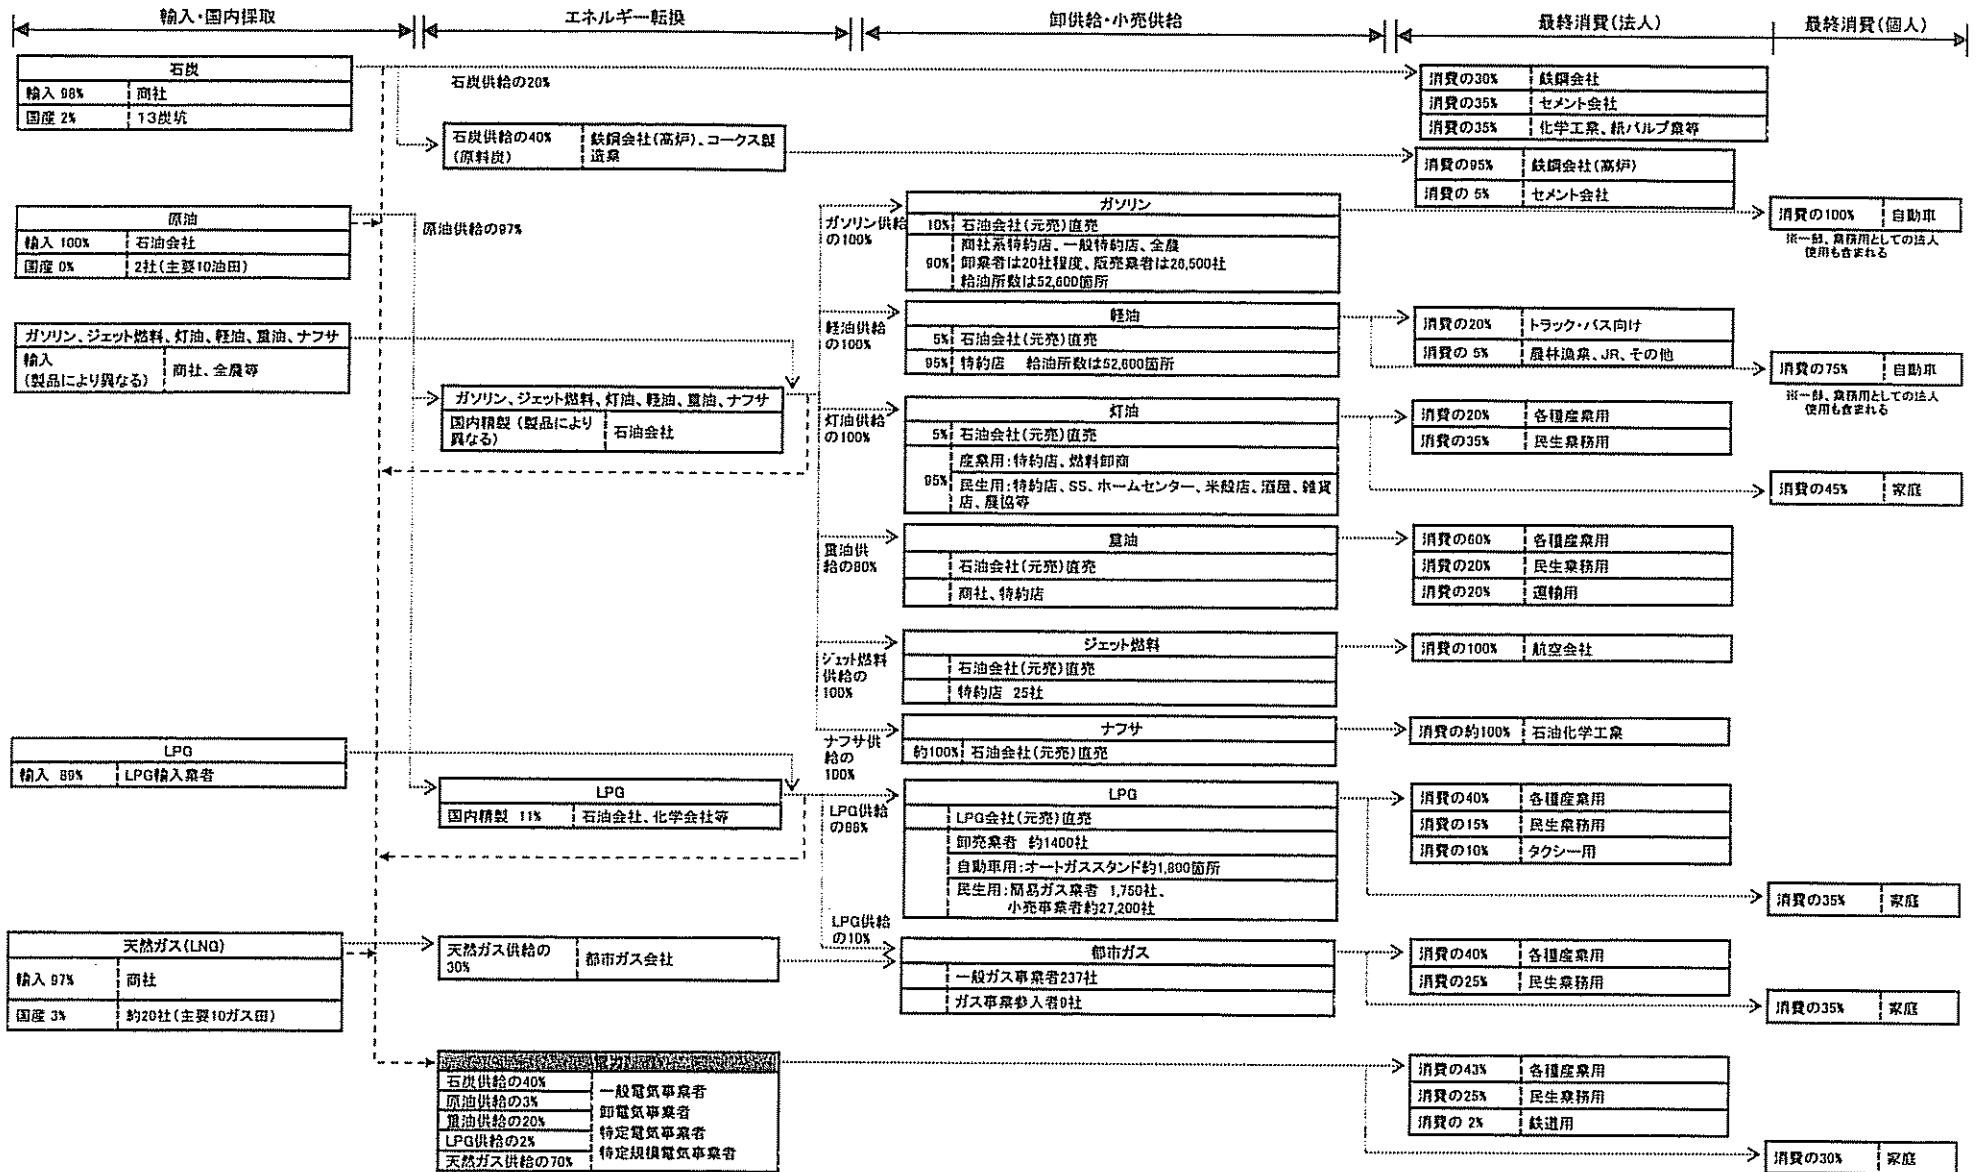 輸入・国内採取
エネルギー転換
卸供給・小売供給
最終消費(法人)
最終消費(個人)
石炭
輸入 98% 商社
国産 2% 13炭坑
石炭供給の20%
消費の30% 鉄鋼会社
消費の35% セメント会社
消費の35% 化学工業、紙パルプ業等
石炭供給の40%
(原料炭)
鉄鋼会社(高炉)、コークス製
造業
消費の95% 鉄鋼会社(高炉)
消費の 5% セメント会社
原油
輸入 100% 石油会社
国産 0% 2社(主要10油田)
原油供給の97%
ガソリン供給
の100%
ガソリン
10% 石油会社(元売)直売
90% 商社系特約店、一般特約店、全農
卸業者は20社程度、販売業者は28,500社
給油所数は52,600箇所
消費の100% 自動車
※一部、業務用としての法人
使用も含まれる
ガソリン、ジェット燃料、灯油、軽油、重油、ナフサ
輸入
(製品により異なる)
商社、全農等
軽油供給
の100%
軽油
5% 石油会社(元売)直売
95% 特約店 給油所数は52,600箇所
消費の20% トラック・バス向け
消費の 5% 農林漁業、JR、その他
消費の75% 自動車
※一部、業務用としての法人
使用も含まれる
ガソリン、ジェット燃料、灯油、軽油、重油、ナフサ
国内精製 (製品により
異なる)
石油会社
灯油供給
の100%
灯油
5% 石油会社(元売)直売
95% 産業用:特約店、燃料卸商
民生用:特約店、SS、ホームセンター、米穀店、酒屋、雑貨
店、農協等
消費の20% 各種産業用
消費の35% 民生業務用
消費の45% 家庭
重油供
給の80%
重油
石油会社(元売)直売
商社、特約店
消費の60% 各種産業用
消費の20% 民生業務用
消費の20% 運輸用
ジェット燃料
供給の
100%
ジェット燃料
石油会社(元売)直売
特約店 25社
消費の100% 航空会社
ナフサ供
給の
100%
ナフサ
約100% 石油会社(元売)直売
消費の約100% 石油化学工業
LPG
輸入 89% LPG輸入業者
LPG
国内精製 11% 石油会社、化学会社等
LPG供給
の88%
LPG
LPG会社(元売)直売
卸売業者 約1400社
自動車用:オートガススタンド約1,800箇所
民生用:簡易ガス業者 1,750社、
小売事業者約27,200社
消費の40% 各種産業用
消費の15% 民生業務用
消費の10% タクシー用
消費の35% 家庭
LPG供給
の10%
天然ガス(LNG)
輸入 97% 商社
国産 3% 約20社(主要10ガス田)
天然ガス供給の
30%
都市ガス会社
都市ガス
一般ガス事業者237社
ガス事業参入者9社
消費の40% 各種産業用
消費の25% 民生業務用
消費の35% 家庭
電力
石炭供給の40%
原油供給の3%
重油供給の20%
LPG供給の2%
天然ガス供給の70%
一般電気事業者
卸電気事業者
特定電気事業者
特定規模電気事業者
消費の43% 各種産業用
消費の25% 民生業務用
消費の 2% 鉄道用
消費の30% 家庭